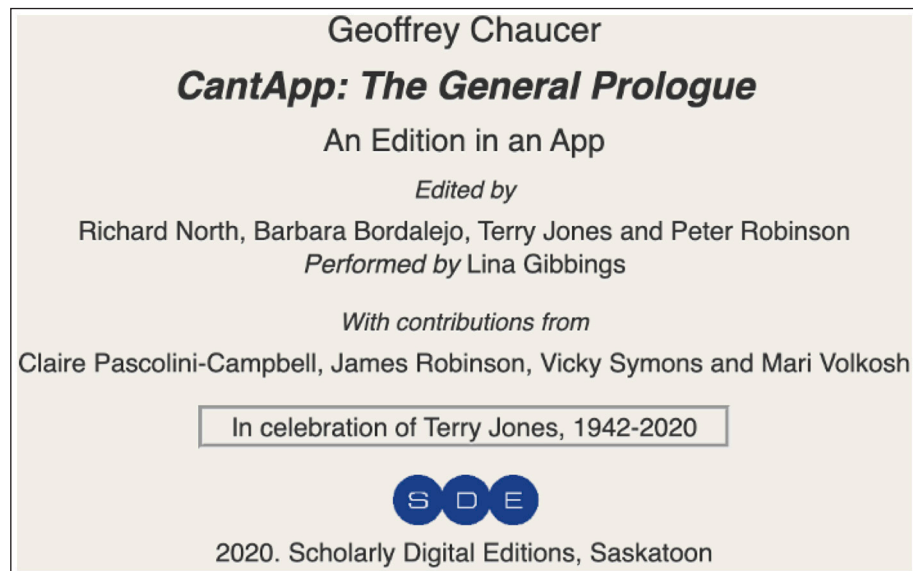 Geoffrey Chaucer
CantApp: The General Prologue
An Edition in an App
Edited by
Richard North, Barbara Bordalejo, Terry Jones and Peter Robinson
Performed by Lina Gibbings
With contributions from
Claire Pascolini-Campbell, James Robinson, Vicky Symons and Mari Volkosh
In celebration of Terry Jones, 1942-2020
S D E
2020. Scholarly Digital Editions, Saskatoon